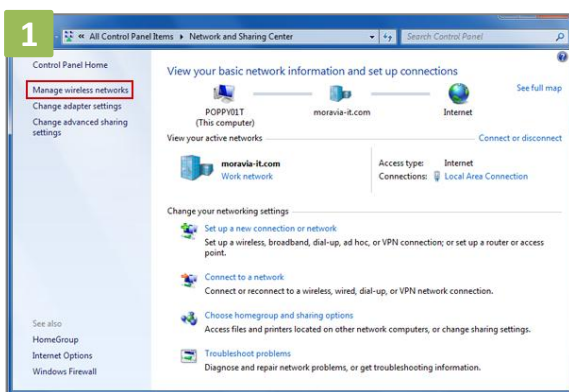 1
« All Control Panel Items ▸ Network and Sharing Center
Search Control Panel
Control Panel Home
Manage wireless networks
Change adapter settings
Change advanced sharing
settings
View your basic network information and set up connections
See full map
POPPY01T
(This computer)
moravia-it.com
Internet
View your active networks
Connect or disconnect
moravia-it.com
Work network
Access type: Internet
Connections: Local Area Connection
Change your networking settings
Set up a new connection or network
Set up a wireless, broadband, dial-up, ad hoc, or VPN connection; or set up a router or access
point.
Connect to a network
Connect or reconnect to a wireless, wired, dial-up, or VPN network connection.
Choose homegroup and sharing options
Access files and printers located on other network computers, or change sharing settings.
Troubleshoot problems
Diagnose and repair network problems, or get troubleshooting information.
See also
HomeGroup
Internet Options
Windows Firewall